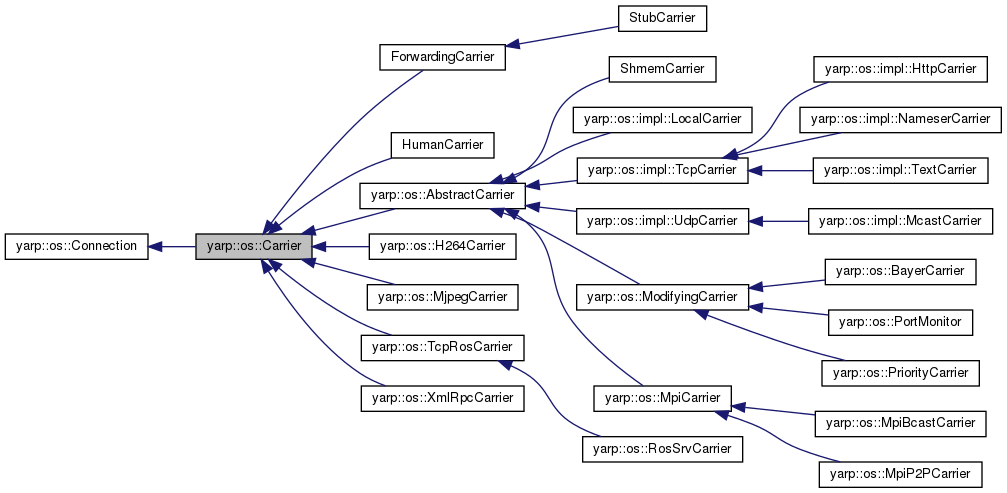 StubCarrier
ForwardingCarrier
ShmemCarrier
yarp::os::impl::HttpCarrier
yarp::os::impl::LocalCarrier
yarp::os::impl::NameserCarrier
HumanCarrier
yarp::os::impl::TcpCarrier
yarp::os::impl::TextCarrier
yarp::os::AbstractCarrier
yarp::os::impl::UdpCarrier
yarp::os::impl::McastCarrier
yarp::os::Connection
yarp::os::Carrier
yarp::os::H264Carrier
yarp::os::BayerCarrier
yarp::os::MjpegCarrier
yarp::os::ModifyingCarrier
yarp::os::PortMonitor
yarp::os::TcpRosCarrier
yarp::os::PriorityCarrier
yarp::os::XmlRpcCarrier
yarp::os::MpiCarrier
yarp::os::MpiBcastCarrier
yarp::os::RosSrvCarrier
yarp::os::MpiP2PCarrier